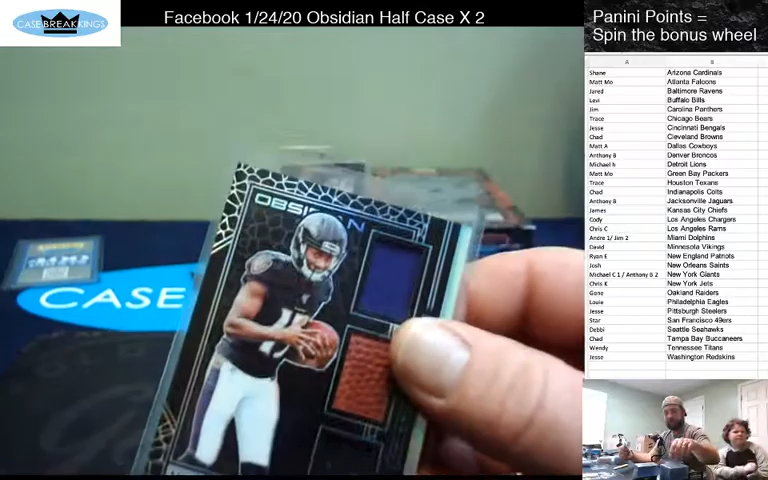 Facebook 1/24/20 Obsidian Half Case X 2
CASE BREAK KINGS
Panini Points =
Spin the bonus wheel
A B
Shane Arizona Cardinals
Matt Mo Atlanta Falcons
Jared Baltimore Ravens
Levi Buffalo Bills
Jim Carolina Panthers
Trace Chicago Bears
Jesse Cincinnati Bengals
Chad Cleveland Browns
Matt A Dallas Cowboys
Anthony B Denver Broncos
Michael h Detroit Lions
Matt Mo Green Bay Packers
Trace Houston Texans
Chad Indianapolis Colts
Anthony B Jacksonville Jaguars
James Kansas City Chiefs
Cody Los Angeles Chargers
Chris C Los Angeles Rams
Andre 1/ Jim 2 Miami Dolphins
David Minnesota Vikings
Ryan E New England Patriots
Josh New Orleans Saints
Michael C 1 / Anthony B 2 New York Giants
Chris K New York Jets
Gene Oakland Raiders
Louie Philadelphia Eagles
Jesse Pittsburgh Steelers
Star San Francisco 49ers
Debbi Seattle Seahawks
Chad Tampa Bay Buccaneers
Wendy Tennessee Titans
Jesse Washington Redskins
OBSIDIAN
15
CASE